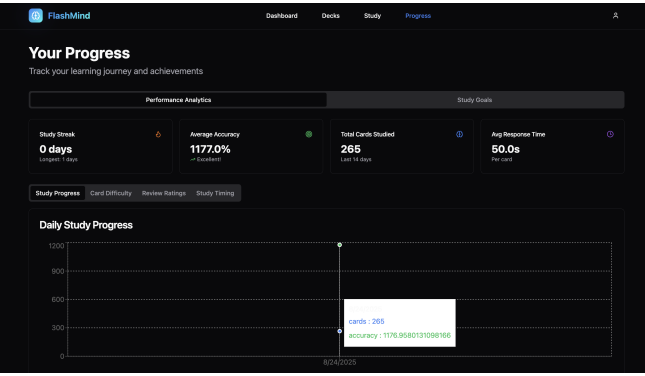 FlashMind
Dashboard Decks Study Progress
Your Progress
Track your learning journey and achievements
Performance Analytics Study Goals
Study Streak
0 days
Longest: 1 days
Average Accuracy
1177.0%
Excellent!
Total Cards Studied
265
Last 14 days
Avg Response Time
50.0s
Per card
Study Progress Card Difficulty Review Ratings Study Timing
Daily Study Progress
1200
900
600
300
0
cards : 265
accuracy : 1176.9580131098166
8/24/2025